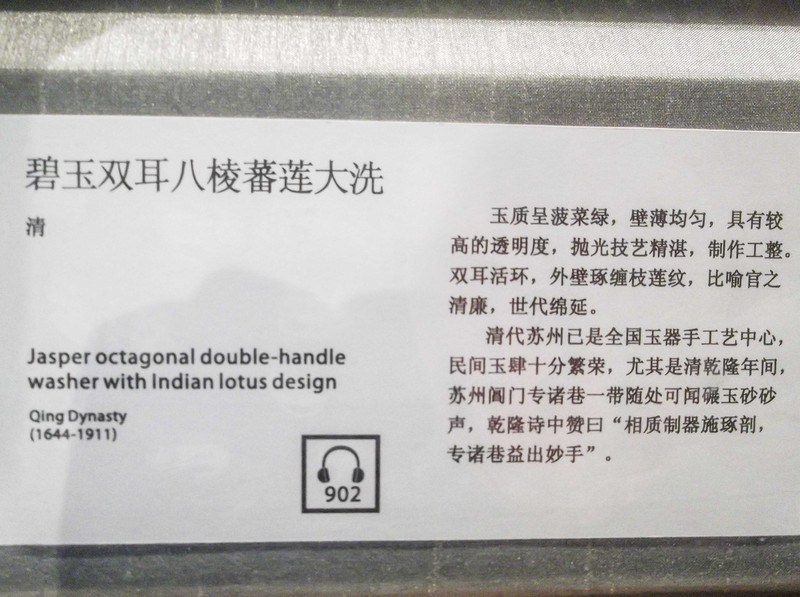 碧玉双耳八棱蕃莲大洗
清
Jasper octagonal double-handle
washer with Indian lotus design
Qing Dynasty
(1644-1911)
902
玉质呈菠菜绿，壁薄均匀，具有较
高的透明度，抛光技艺精湛，制作工整。
双耳活环，外壁琢缠枝莲纹，比喻官之
清廉，世代绵延。
清代苏州已是全国玉器手工艺中心，
民间玉肆十分繁荣，尤其是清乾隆年间，
苏州阊门专诸巷一带随处可闻碾玉砂砂
声，乾隆诗中赞曰“相质制器施琢剖，
专诸巷益出妙手”。